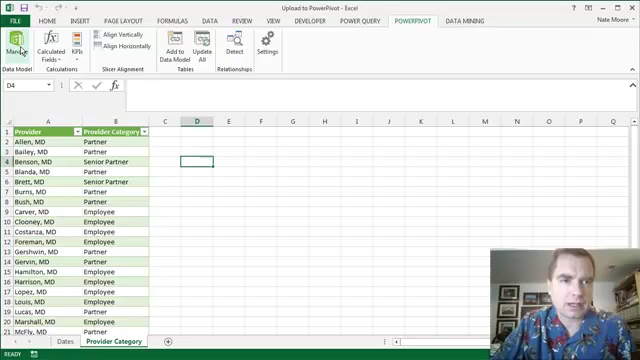 Upload to PowerPivot - Excel
Nate Moore
FILE HOME INSERT PAGE LAYOUT FORMULAS DATA REVIEW VIEW DEVELOPER POWER QUERY POWERPIVOT DATA MINING
Manage
Calculated Fields
KPIs
Align Vertically
Align Horizontally
Add to Data Model
Update All
Detect
Settings
Data Model Calculations Slicer Alignment Tables Relationships
D4
A B C D E F G H I J K L M N O P Q
1 Provider Provider Category
2 Allen, MD Partner
3 Bailey, MD Partner
4 Benson, MD Senior Partner
5 Blanda, MD Partner
6 Brett, MD Senior Partner
7 Burns, MD Partner
8 Bush, MD Partner
9 Carver, MD Employee
10 Clooney, MD Employee
11 Costanza, MD Employee
12 Foreman, MD Employee
13 Gershwin, MD Partner
14 Gervin, MD Partner
15 Hamilton, MD Employee
16 Harrison, MD Employee
17 Lopez, MD Employee
18 Louis, MD Employee
19 Lucas, MD Partner
20 Marshall, MD Employee
21 McFly, MD Partner
Dates Provider Category
READY